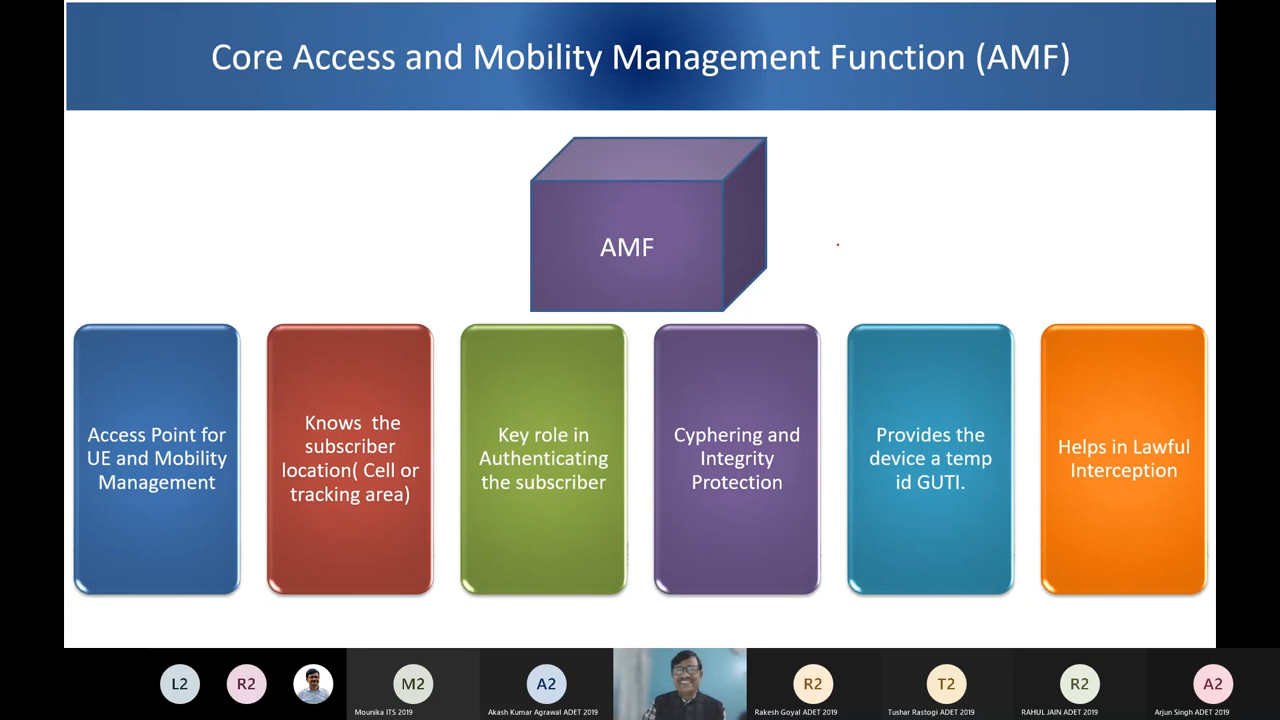 Core Access and Mobility Management Function (AMF)
AMF
Access Point for
UE and Mobility
Management
Knows the
subscriber
location( Cell or
tracking area)
Key role in
Authenticating
the subscriber
Cyphering and
Integrity
Protection
Provides the
device a temp
id GUTI.
Helps in Lawful
Interception
L2
R2
M2
Mounika ITS 2019
A2
Akash Kumar Agrawal ADET 2019
R2
Rakesh Goyal ADET 2019
T2
Tushar Rastogi ADET 2019
R2
RAHUL JAIN ADET 2019
A2
Arjun Singh ADET 2019